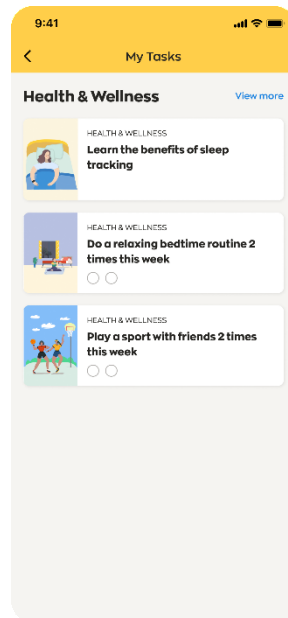 9:41
My Tasks
Health & Wellness
View more
HEALTH & WELLNESS
Learn the benefits of sleep
tracking
HEALTH & WELLNESS
Do a relaxing bedtime routine 2
times this week
HEALTH & WELLNESS
Play a sport with friends 2 times
this week